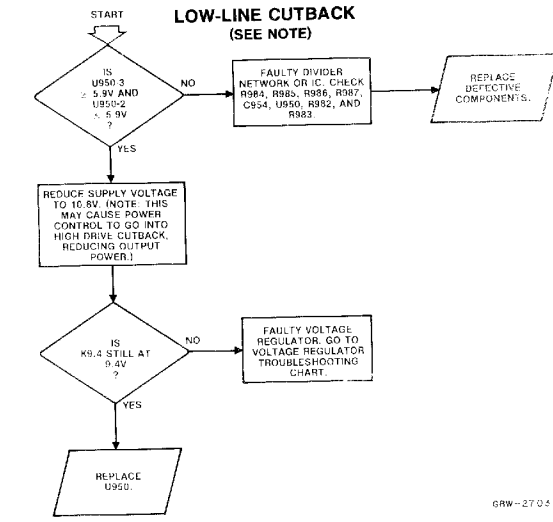 START
LOW-LINE CUTBACK
(SEE NOTE)
IS
U950-3
≥ 5.9V AND
U950-2
≤ 5.9V
?
NO
YES
FAULTY DIVIDER
NETWORK OR IC. CHECK
R984, R985, R986, R987,
C954, U950, R982, AND
R983.
REPLACE
DEFECTIVE
COMPONENTS.
REDUCE SUPPLY VOLTAGE
TO 10.8V. (NOTE: THIS
MAY CAUSE POWER
CONTROL TO GO INTO
HIGH DRIVE CUTBACK,
REDUCING OUTPUT
POWER.)
IS
K9.4 STILL AT
9.4V
?
NO
YES
FAULTY VOLTAGE
REGULATOR. GO TO
VOLTAGE REGULATOR
TROUBLESHOOTING
CHART.
REPLACE
U950.
GBW-2703